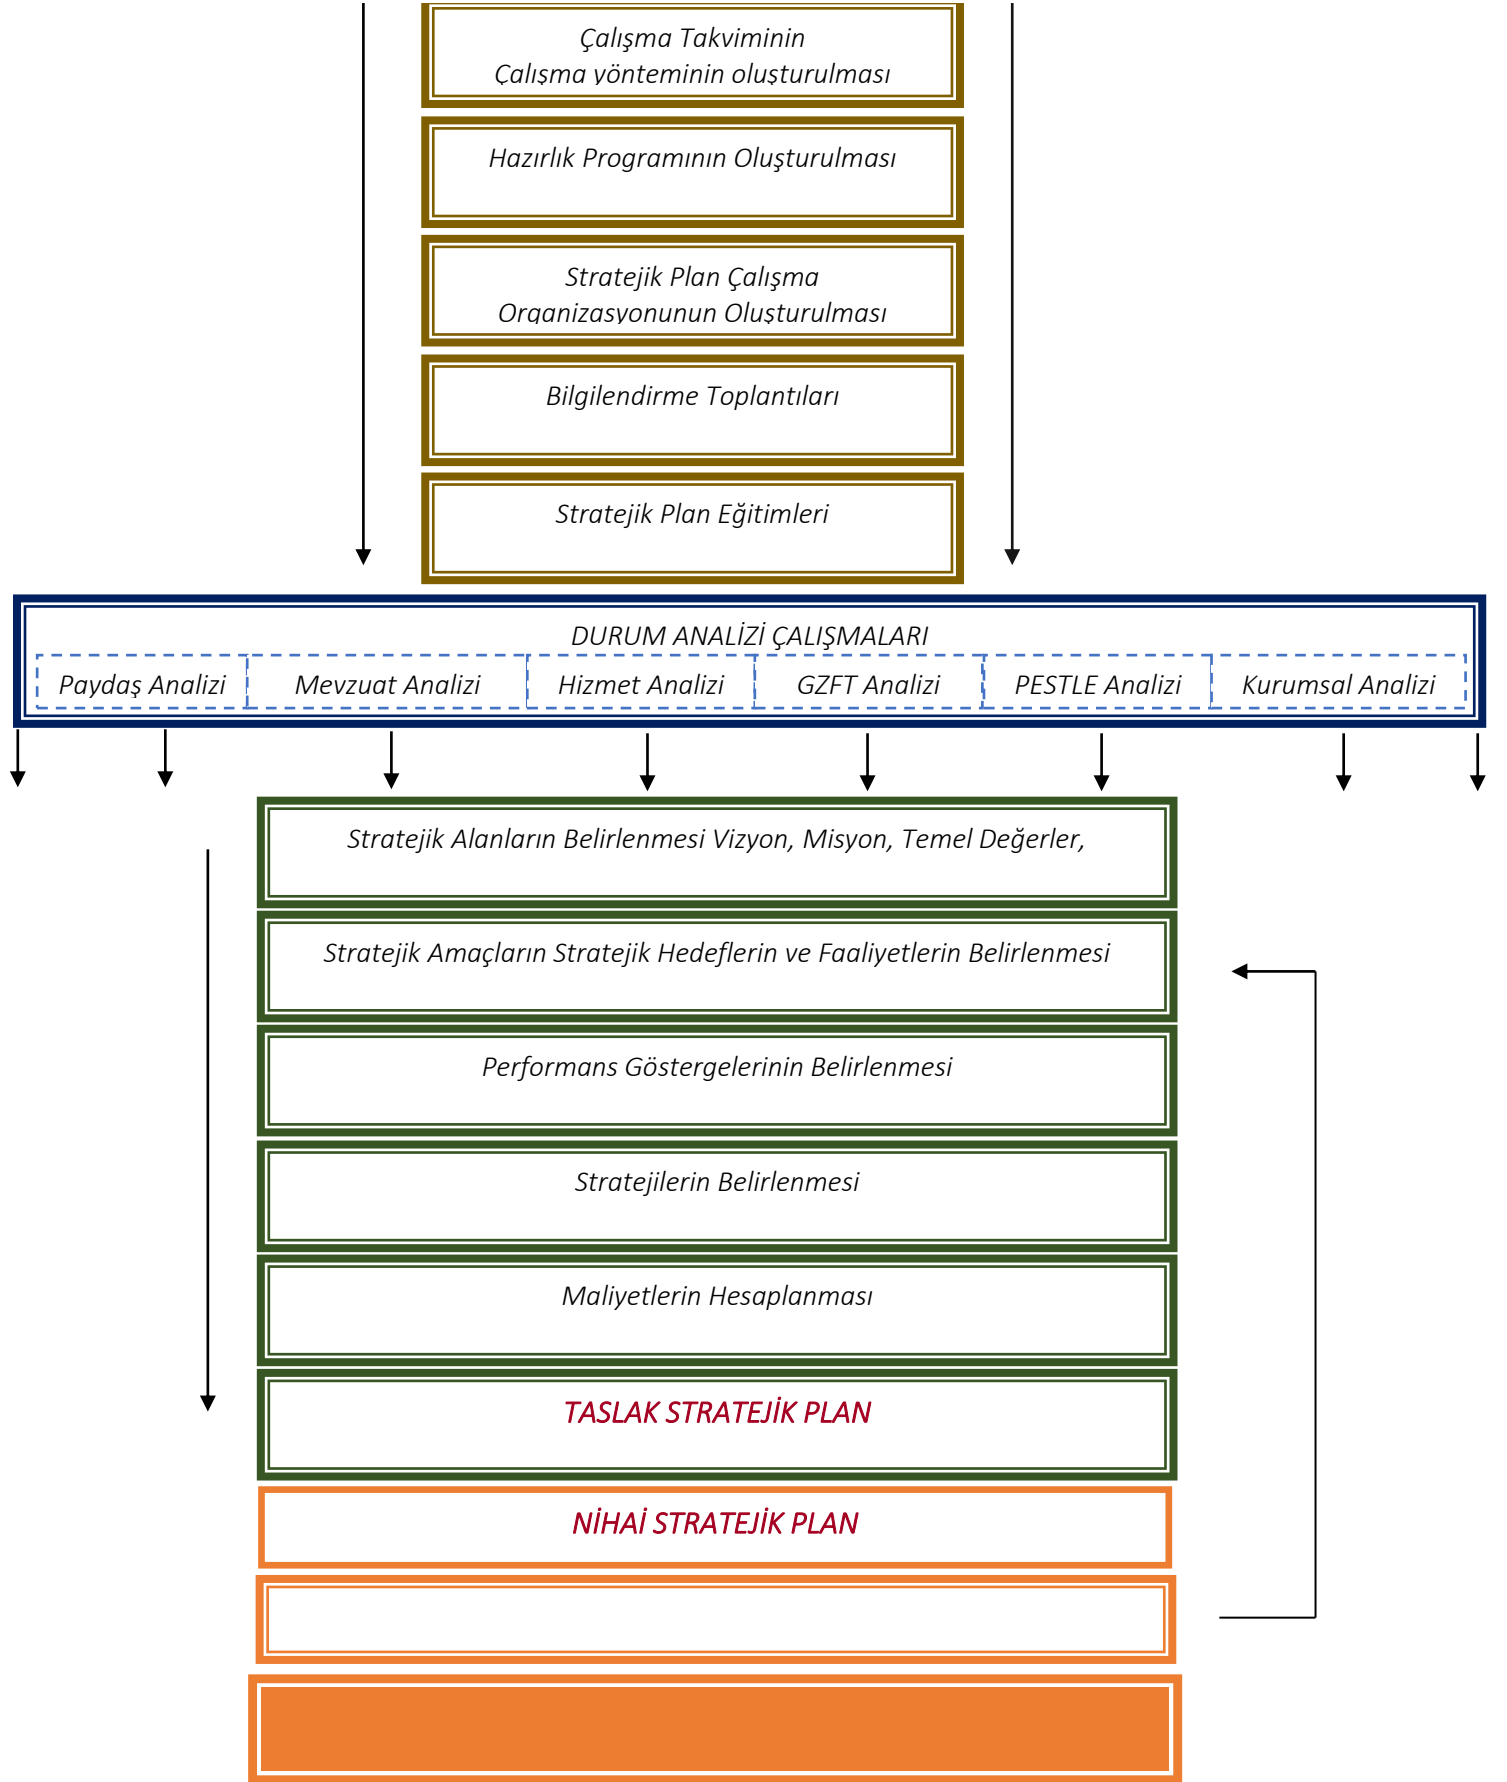 Çalışma Takviminin
Çalışma yönteminin oluşturulması
Hazırlık Programının Oluşturulması
Stratejik Plan Çalışma
Organizasyonunun Oluşturulması
Bilgilendirme Toplantıları
Stratejik Plan Eğitimleri
DURUM ANALİZİ ÇALIŞMALARI
Paydaş Analizi Mevzuat Analizi Hizmet Analizi GZFT Analizi PESTLE Analizi Kurumsal Analizi
Stratejik Alanların Belirlenmesi Vizyon, Misyon, Temel Değerler,
Stratejik Amaçların Stratejik Hedeflerin ve Faaliyetlerin Belirlenmesi
Performans Göstergelerinin Belirlenmesi
Stratejilerin Belirlenmesi
Maliyetlerin Hesaplanması
TASLAK STRATEJİK PLAN
NİHAİ STRATEJİK PLAN